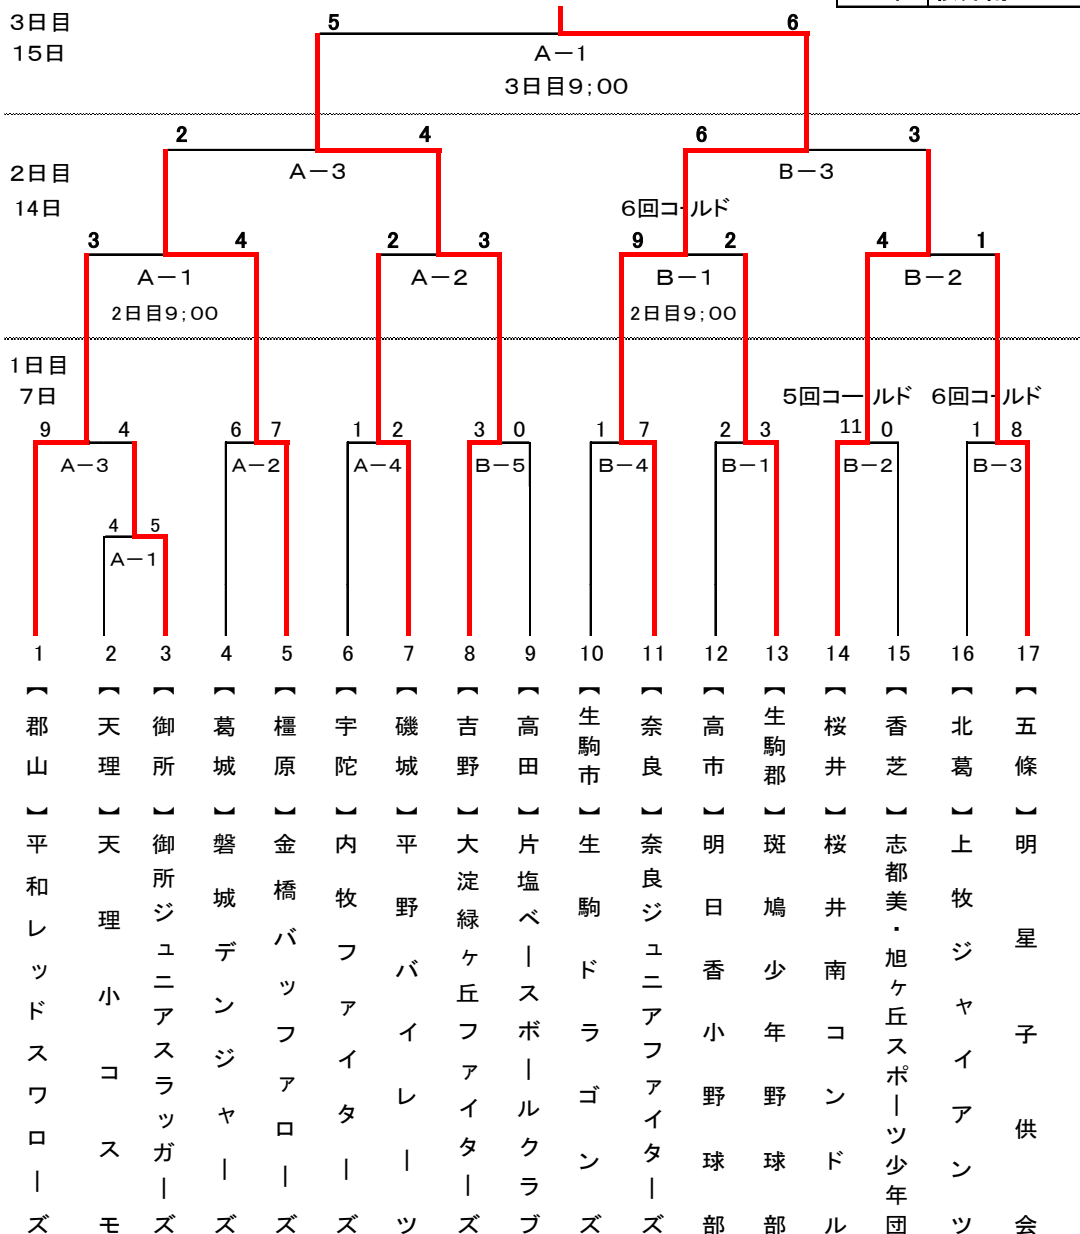 3日目
15日
5 6
A－1
3日目9;00
2 4 6 3
A－3 B－3
2日目
14日
6回コールド
3 4 2 3 9 2 4 1
A－1 A－2 B－1 B－2
2日目9;00 2日目9;00
1日目
7日
5回コールド 6回コールド
9 4 6 7 1 2 3 0 1 7 2 3 11 0 1 8
A－3 A－2 A－4 B－5 B－4 B－1 B－2 B－3
4 5
A－1
1 2 3 4 5 6 7 8 9 10 11 12 13 14 15 16 17
【郡山】平和レッドスワローズ
【天理】天理小コスモ
【御所】御所ジュニアスラッガーズ
【葛城】磐城デンジャーズ
【橿原】金橋バッファローズ
【宇陀】内牧ファイターズ
【磯城】平野バイレーツ
【吉野】大淀緑ヶ丘ファイターズ
【高田】片塩ベースボールクラブ
【生駒市】生駒ドラゴンズ
【奈良】奈良ジュニアファイターズ
【高市】明日香小野球部
【生駒郡】斑鳩少年野球部
【桜井】桜井南コンドル
【香芝】志都美・旭ヶ丘スポーツ少年団
【北葛】上牧ジャイアンツ
【五條】明星子供会